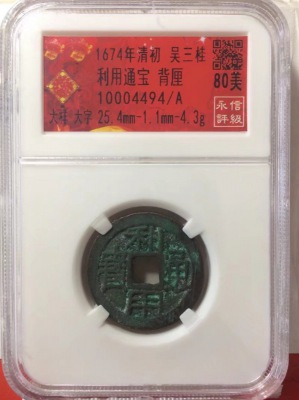 1674年清初 吴三桂
利用通宝 背厘
10004494/A
大味 大字 25.4mm-1.1mm-4.3g
80美
永信
評級
利用通寶